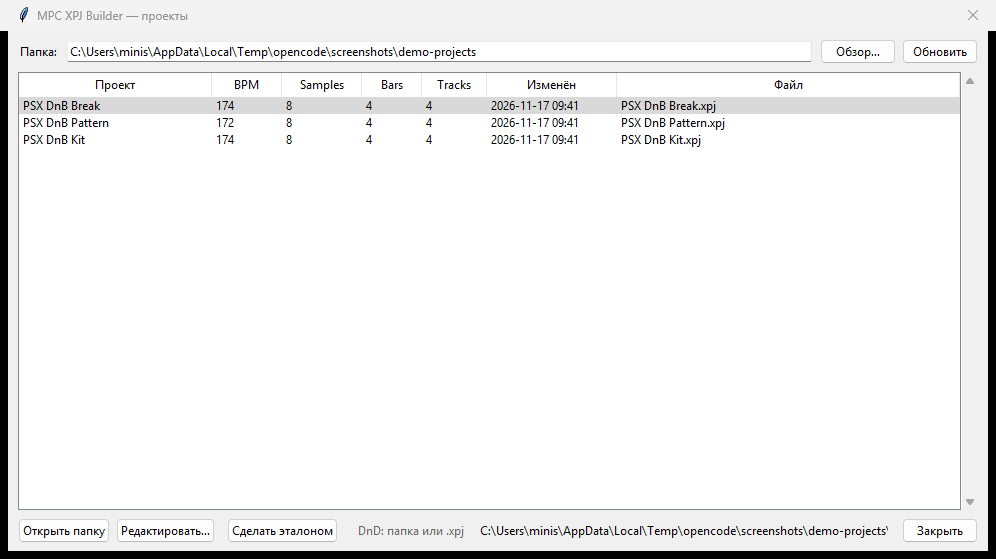 MPC XPJ Builder — проекты
Папка: C:\Users\minis\AppData\Local\Temp\opencode\screenshots\demo-projects Обзор... Обновить
Проект BPM Samples Bars Tracks Изменён Файл
PSX DnB Break 174 8 4 4 2026-11-17 09:41 PSX DnB Break.xpj
PSX DnB Pattern 172 8 4 4 2026-11-17 09:41 PSX DnB Pattern.xpj
PSX DnB Kit 174 8 4 4 2026-11-17 09:41 PSX DnB Kit.xpj
Открыть папку Редактировать... Сделать эталоном DnD: папка или .xpj C:\Users\minis\AppData\Local\Temp\opencode\screenshots\demo-projects\ Закрыть